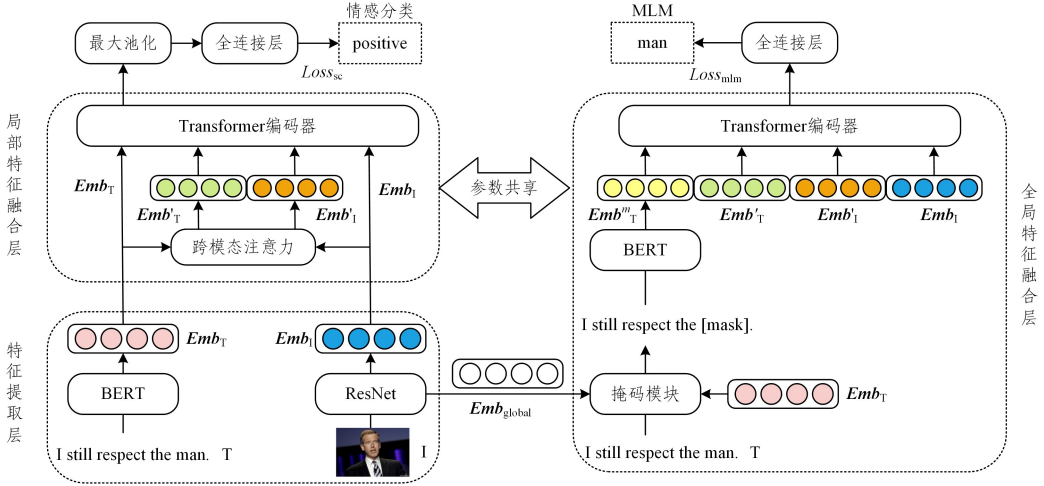 情感分类
最大池化
全连接层
positive
Loss_sc
局部特征融合层
Transformer编码器
Emb_T
Emb_I
Emb'_T
Emb'_I
跨模态注意力
特征提取层
Emb_T
Emb_I
BERT
ResNet
I still respect the man. T
I
参数共享
Emb_global
MLM
man
全连接层
Loss_mlm
全局特征融合层
Transformer编码器
Emb^m_T
Emb'_T
Emb'_I
Emb_I
BERT
I still respect the [mask].
掩码模块
Emb_T
I still respect the man. T